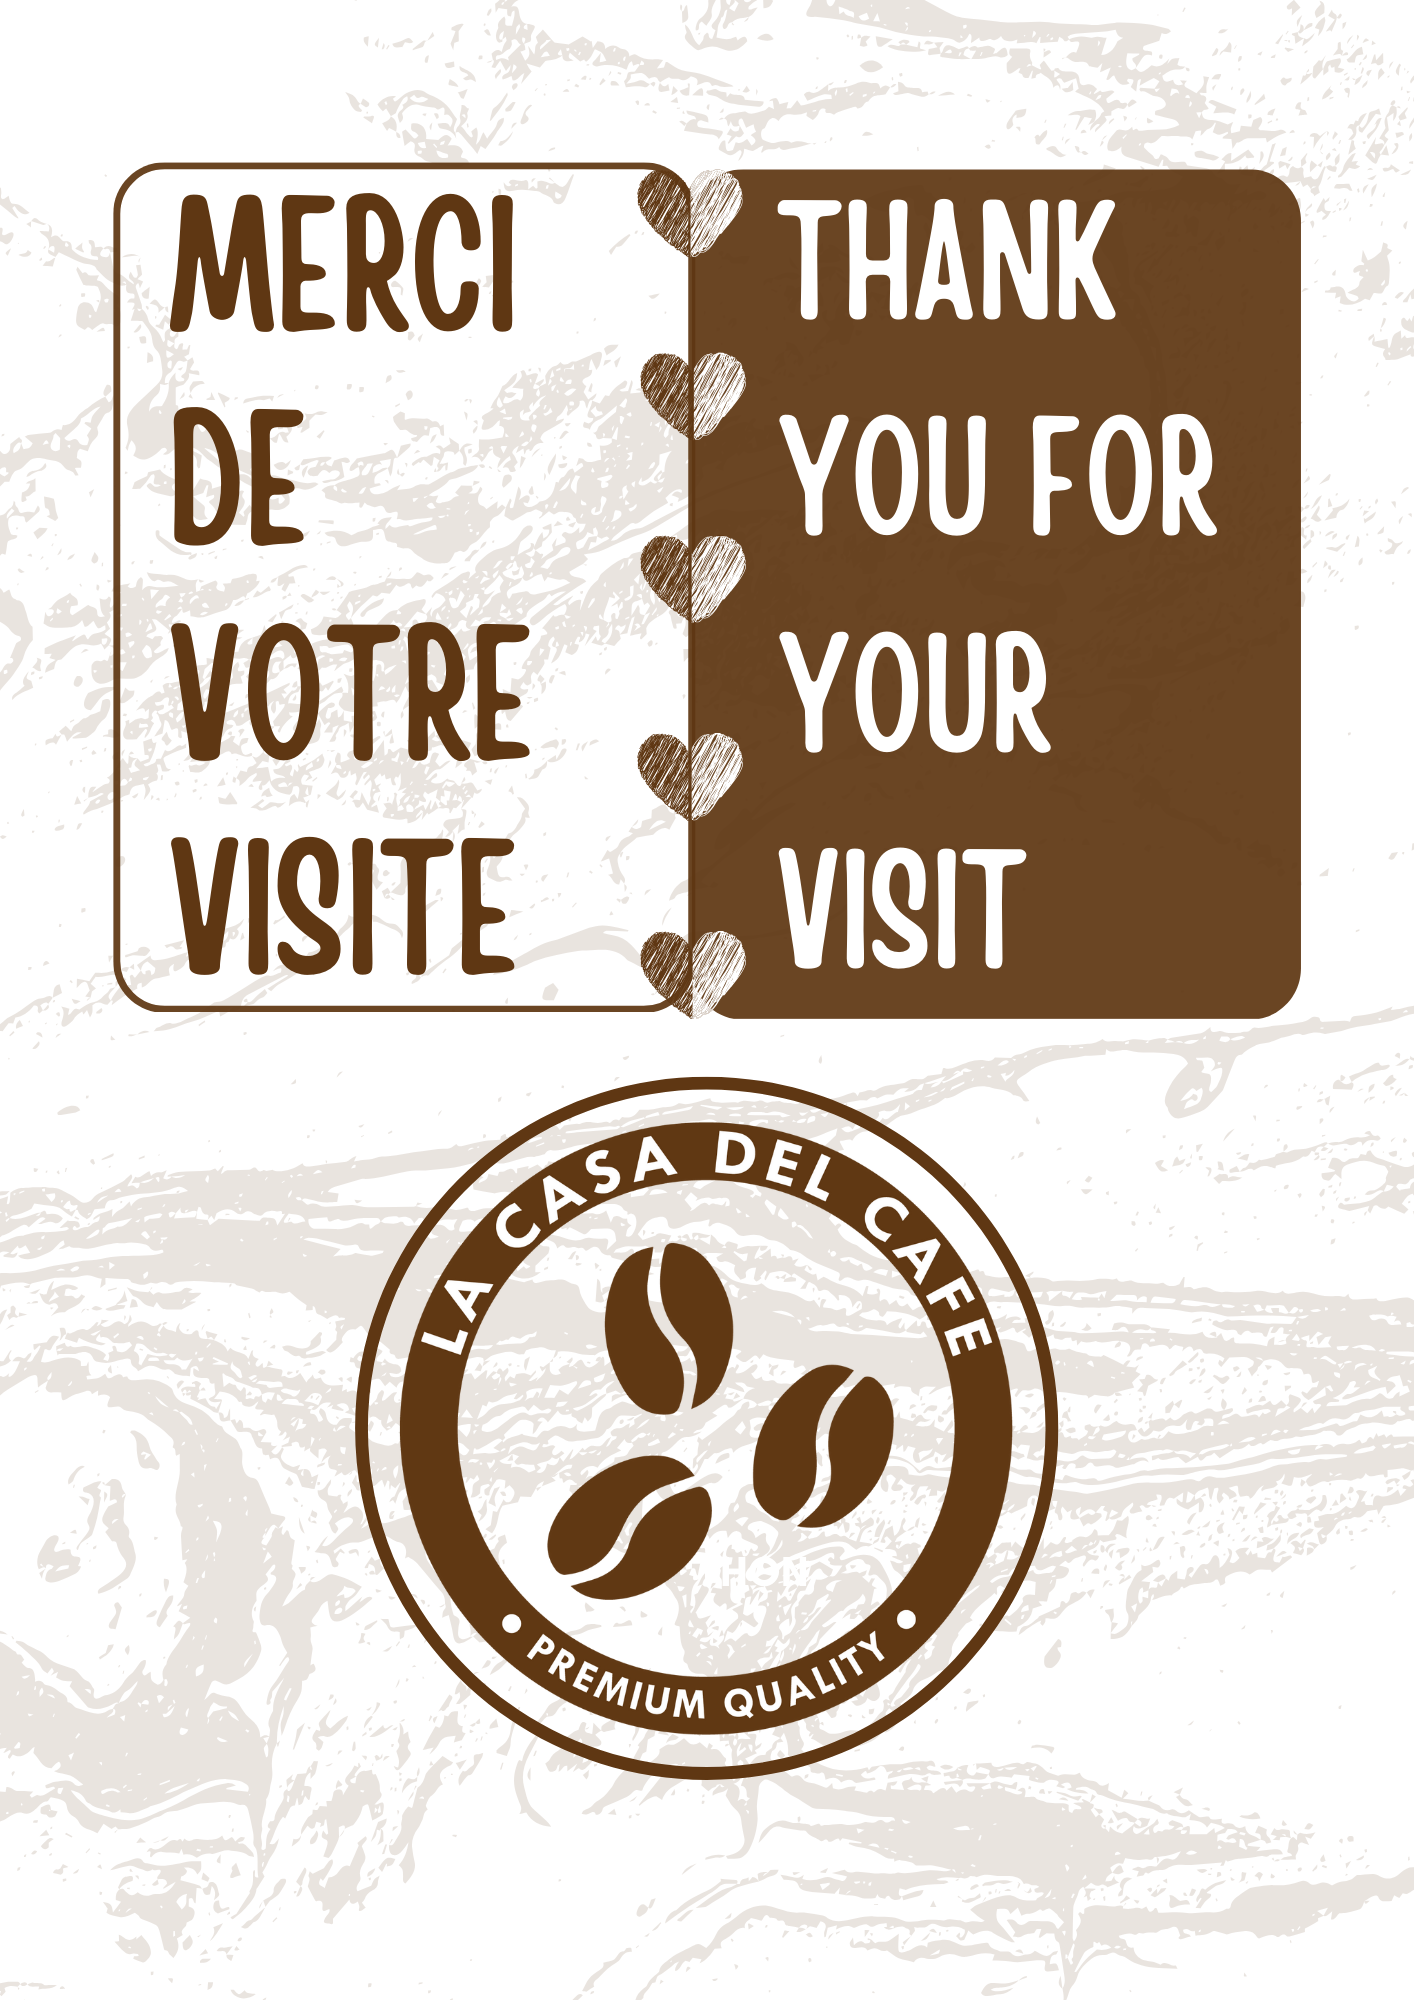 MERCI
DE
VOTRE
VISITE
THANK
YOU FOR
YOUR
VISIT
LA CASA DEL CAFE
• PREMIUM QUALITY •